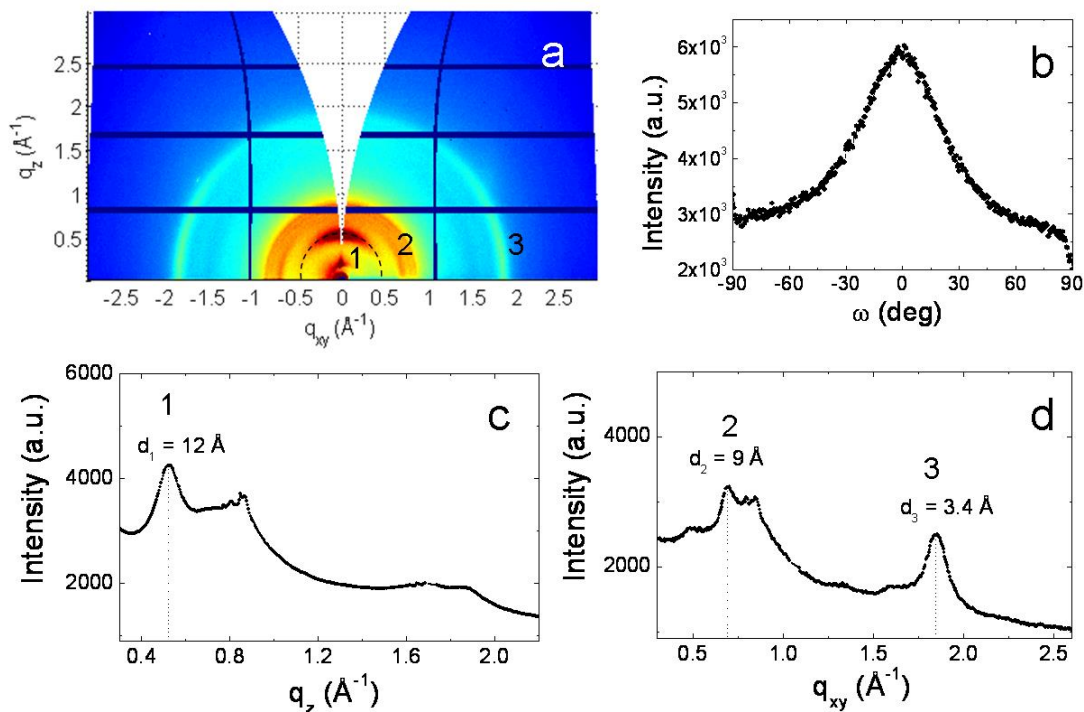 a
q_z (Å⁻¹)
2.5
2
1.5
1
0.5
1
2
3
-2.5 -2 -1.5 -1 -0.5 0 0.5 1 1.5 2 2.5
q_xy (Å⁻¹)
b
Intensity (a.u.)
6x10³
5x10³
4x10³
3x10³
2x10³
-90 -60 -30 0 30 60 90
ω (deg)
c
Intensity (a.u.)
6000
4000
2000
1
d₁ = 12 Å
0.4 0.8 1.2 1.6 2.0
q_z (Å⁻¹)
d
Intensity (a.u.)
4000
2000
2
d₂ = 9 Å
3
d₃ = 3.4 Å
0.5 1.0 1.5 2.0 2.5
q_xy (Å⁻¹)